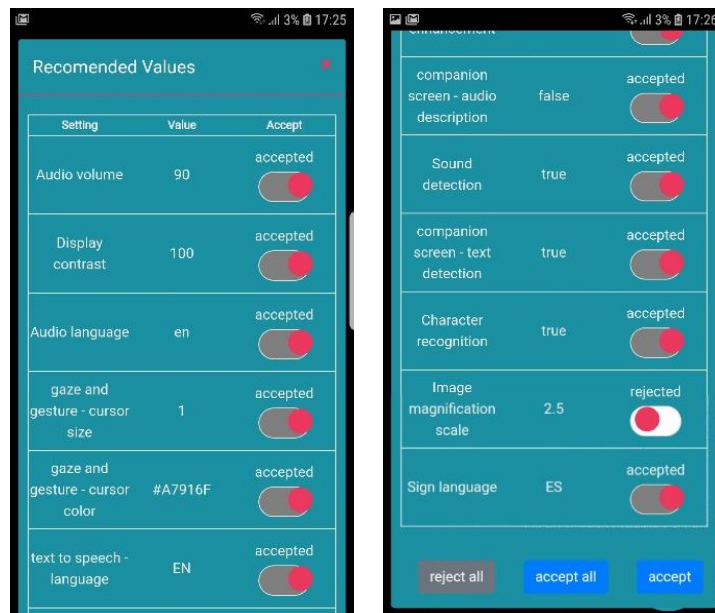 3% 17:25
Recomended Values
Setting Value Accept
accepted
Audio volume 90
accepted
Display
contrast 100
accepted
Audio language en
gaze and accepted
gesture - cursor 1
size
gaze and accepted
gesture - cursor #A7916F
color
text to speech - accepted
language EN
3% 17:26
enhancement
companion accepted
screen - audio false
description
Sound accepted
detection true
companion accepted
screen - text true
detection
Character accepted
recognition true
Image rejected
magnification 2.5
scale
accepted
Sign language ES
reject all accept all accept